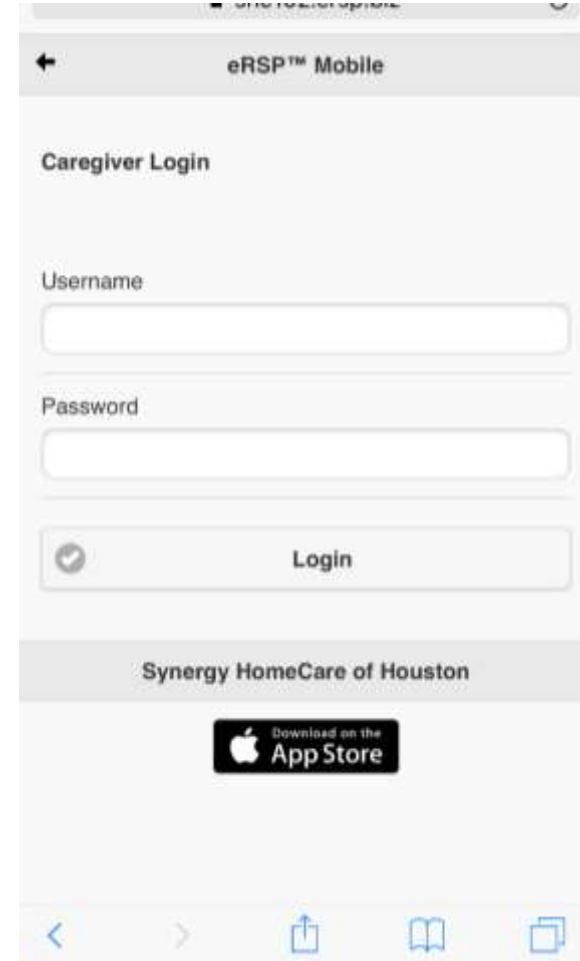 eRSP™ Mobile
Caregiver Login
Username
Password
Login
Synergy HomeCare of Houston
Download on the
App Store